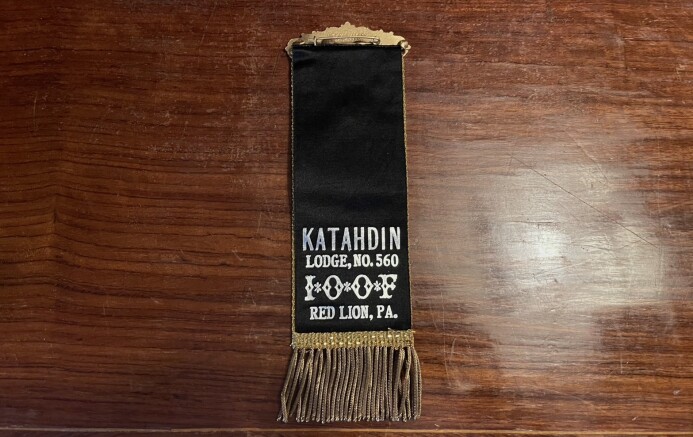 KATAHDIN
LODGE, NO. 560
I*O*O*F
RED LION, PA.